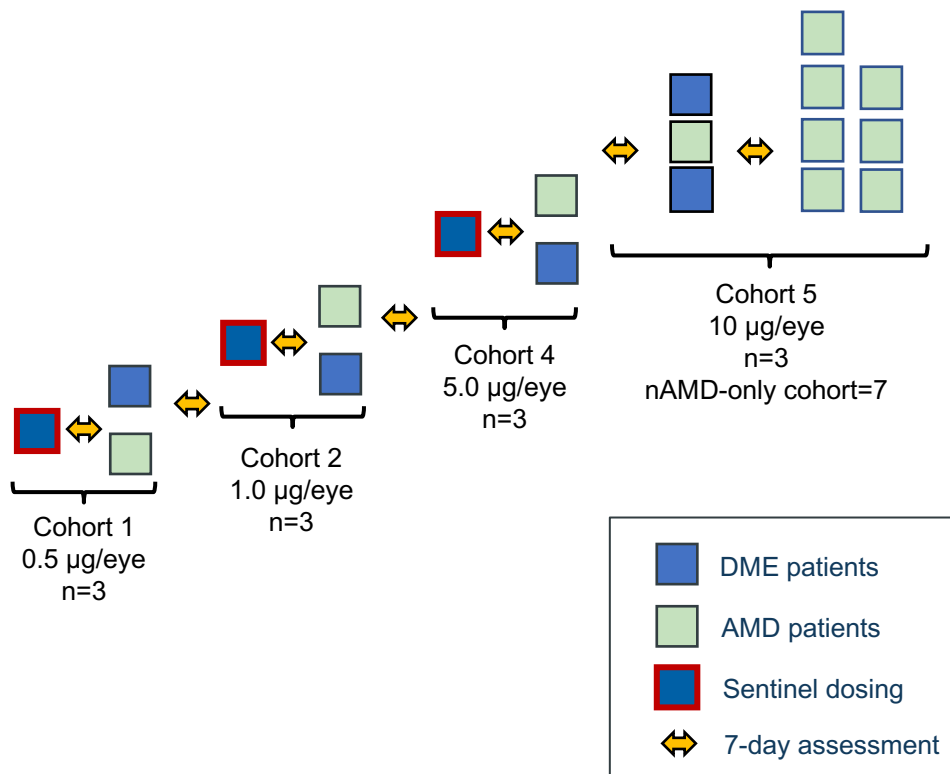 Cohort 5
10 µg/eye
n=3
nAMD-only cohort=7
Cohort 4
5.0 µg/eye
n=3
Cohort 2
1.0 µg/eye
n=3
Cohort 1
0.5 µg/eye
n=3
DME patients
AMD patients
Sentinel dosing
7-day assessment